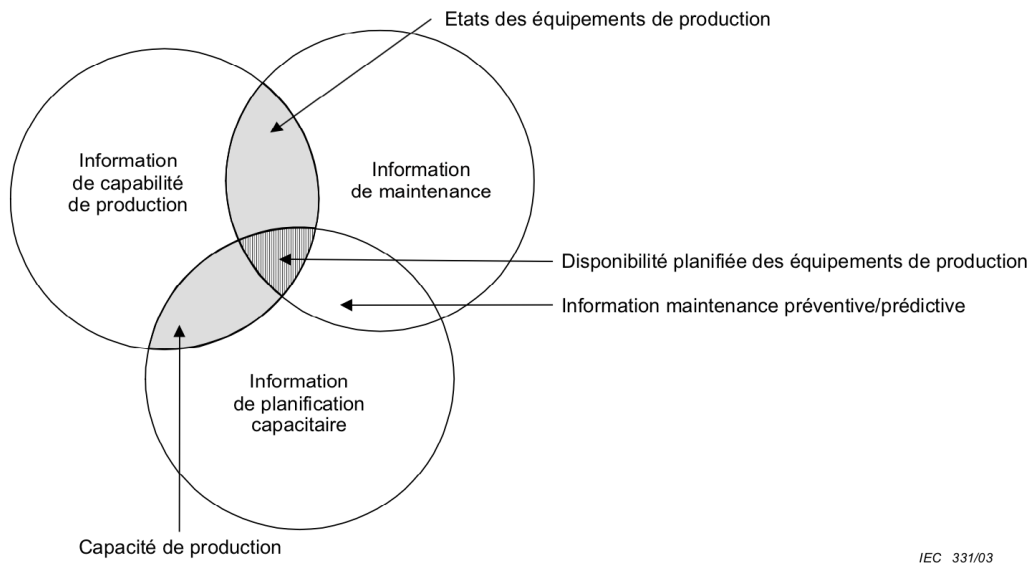 Etats des équipements de production
Information
de capabilité
de production
Information
de maintenance
Disponibilité planifiée des équipements de production
Information maintenance préventive/prédictive
Information
de planification
capacitaire
Capacité de production
IEC 331/03